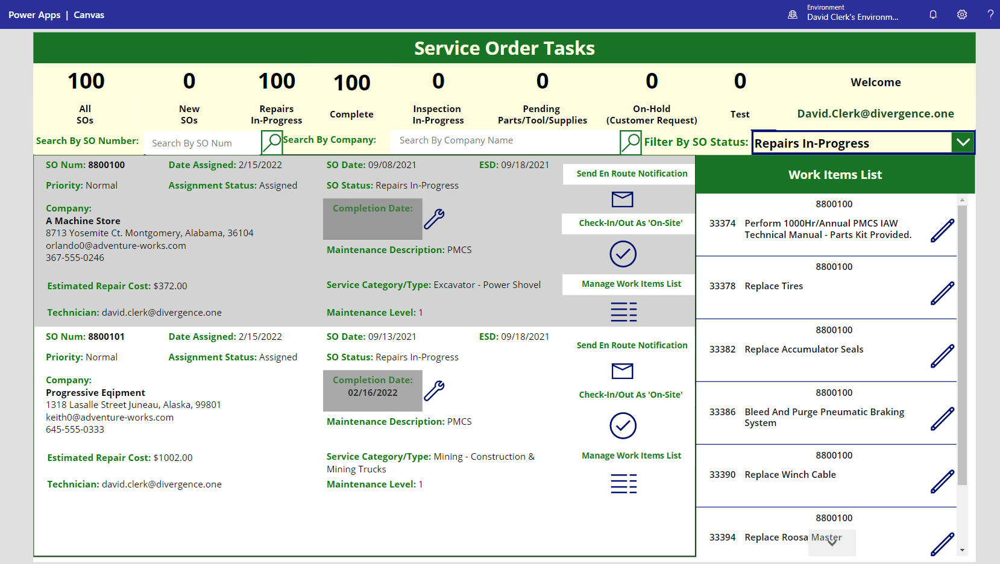 Power Apps | Canvas
Environment
David Clerk's Environm...
?
Service Order Tasks
100
0
100
100
0
0
0
0
Welcome
All
SOs
New
SOs
Repairs
In-Progress
Complete
Inspection
In-Progress
Pending
Parts/Tool/Supplies
On-Hold
(Customer Request)
Test
David.Clerk@divergence.one
Search By SO Number:
Search By SO Num
Search By Company:
Search By Company Name
Filter By SO Status:
Repairs In-Progress
SO Num: 8800100
Date Assigned: 2/15/2022
SO Date: 09/08/2021
ESD: 09/18/2021
Send En Route Notification
Priority: Normal
Assignment Status: Assigned
SO Status: Repairs In-Progress
Company:
A Machine Store
8713 Yosemite Ct. Montgomery, Alabama, 36104
orlando0@adventure-works.com
367-555-0246
Completion Date:
Check-In/Out As 'On-Site'
Maintenance Description: PMCS
Estimated Repair Cost: $372.00
Service Category/Type: Excavator - Power Shovel
Manage Work Items List
Technician: david.clerk@divergence.one
Maintenance Level: 1
SO Num: 8800101
Date Assigned: 2/15/2022
SO Date: 09/13/2021
ESD: 09/18/2021
Send En Route Notification
Priority: Normal
Assignment Status: Assigned
SO Status: Repairs In-Progress
Company:
Progressive Eqipment
1318 Lasalle Street Juneau, Alaska, 99801
keith0@adventure-works.com
645-555-0333
Completion Date:
02/16/2022
Check-In/Out As 'On-Site'
Maintenance Description: PMCS
Estimated Repair Cost: $1002.00
Service Category/Type: Mining - Construction &
Mining Trucks
Manage Work Items List
Technician: david.clerk@divergence.one
Maintenance Level: 1
Work Items List
8800100
33374 Perform 1000Hr/Annual PMCS IAW
Technical Manual - Parts Kit Provided.
8800100
33378 Replace Tires
8800100
33382 Replace Accumulator Seals
8800100
33386 Bleed And Purge Pneumatic Braking
System
8800100
33390 Replace Winch Cable
8800100
33394 Replace Roosa Master